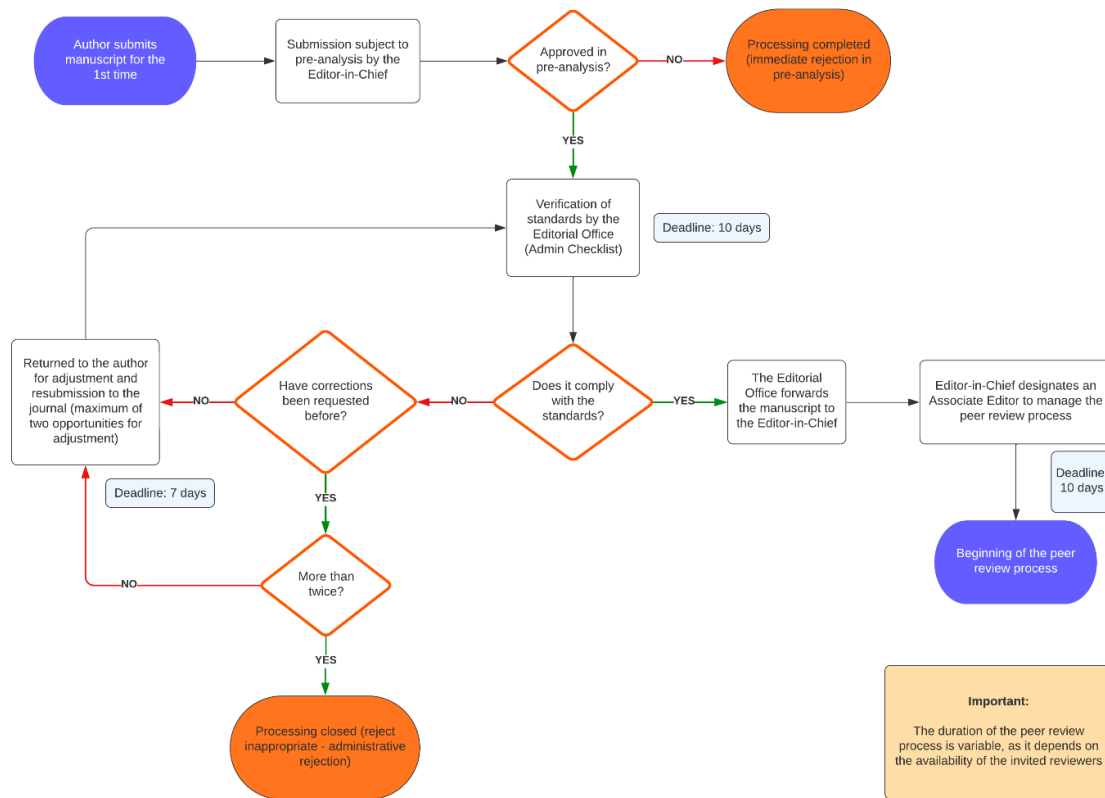 Author submits
manuscript for the
1st time
Submission subject to
pre-analysis by the
Editor-in-Chief
Approved in
pre-analysis?
NO
Processing completed
(immediate rejection in
pre-analysis)
YES
Verification of
standards by the
Editorial Office
(Admin Checklist)
Deadline: 10 days
Returned to the author
for adjustment and
resubmission to the
journal (maximum of
two opportunities for
adjustment)
NO
Have corrections
been requested
before?
NO
Does it comply
with the
standards?
YES
The Editorial
Office forwards
the manuscript to
the Editor-in-Chief
Editor-in-Chief designates an
Associate Editor to manage the
peer review process
Deadline:
10 days
Deadline: 7 days
YES
Beginning of the peer
review process
NO
More than
twice?
YES
Processing closed (reject
inappropriate - administrative
rejection)
Important:
The duration of the peer review
process is variable, as it depends on
the availability of the invited reviewers